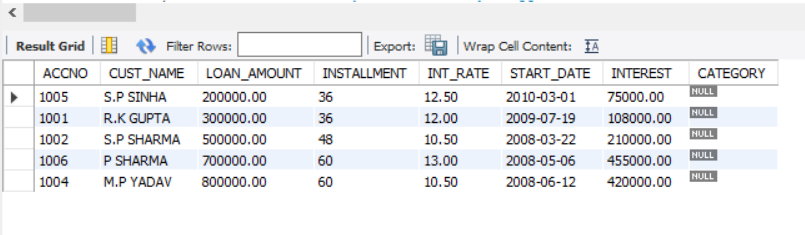 Result Grid Filter Rows: Export: Wrap Cell Content: IA
ACCNO CUST_NAME LOAN_AMOUNT INSTALLMENT INT_RATE START_DATE INTEREST CATEGORY
1005 S.P SINHA 200000.00 36 12.50 2010-03-01 75000.00 NULL
1001 R.K GUPTA 300000.00 36 12.00 2009-07-19 108000.00 NULL
1002 S.P SHARMA 500000.00 48 10.50 2008-03-22 210000.00 NULL
1006 P SHARMA 700000.00 60 13.00 2008-05-06 455000.00 NULL
1004 M.P YADAV 800000.00 60 10.50 2008-06-12 420000.00 NULL